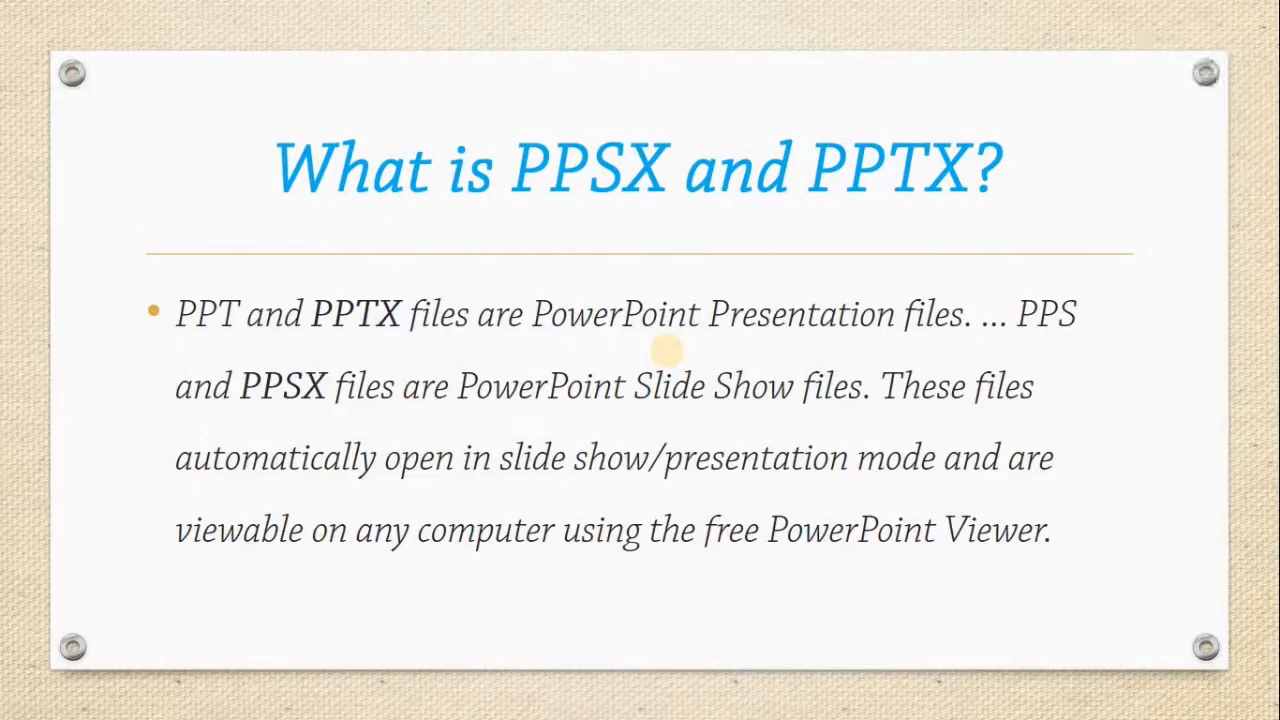 What is PPSX and PPTX?
• PPT and PPTX files are PowerPoint Presentation files. ... PPS
and PPSX files are PowerPoint Slide Show files. These files
automatically open in slide show/presentation mode and are
viewable on any computer using the free PowerPoint Viewer.